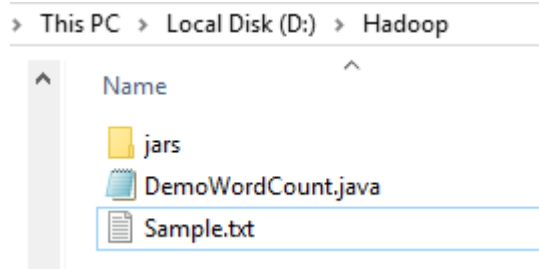 > This PC > Local Disk (D:) > Hadoop
Name
jars
DemoWordCount.java
Sample.txt